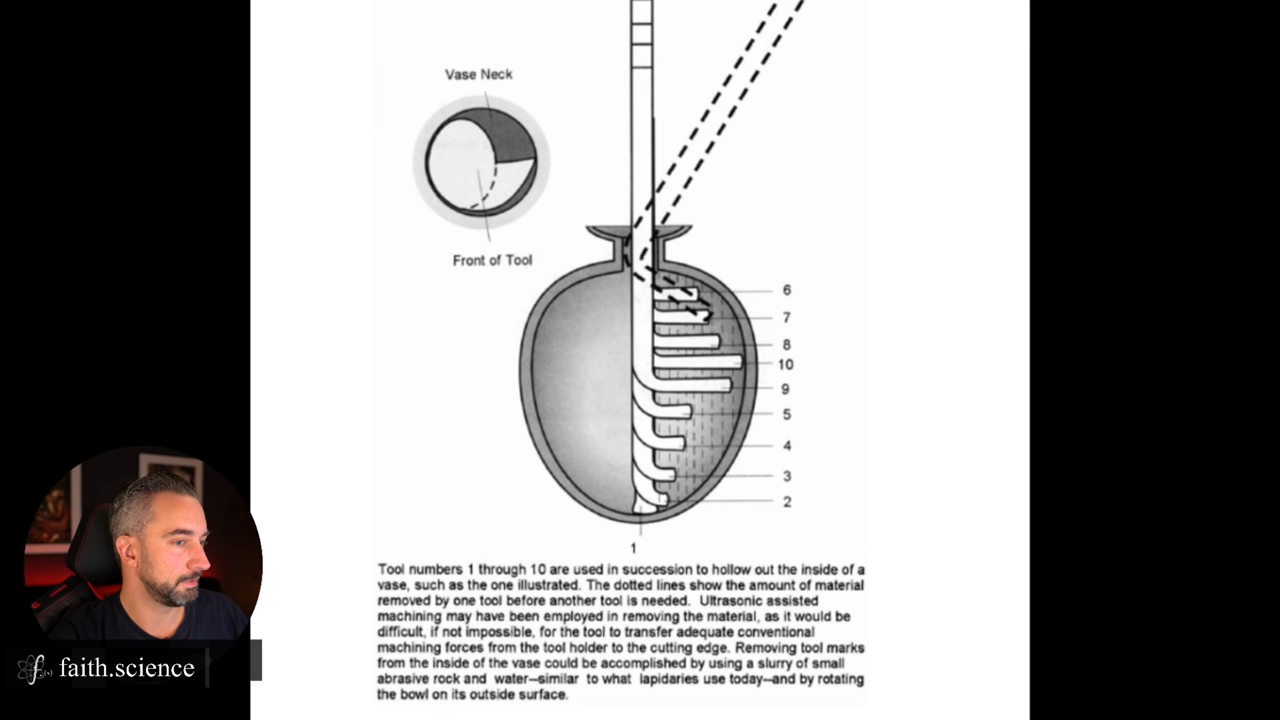 Vase Neck
Front of Tool
6
7
8
10
9
5
4
3
2
1
Tool numbers 1 through 10 are used in succession to hollow out the inside of a
vase, such as the one illustrated. The dotted lines show the amount of material
removed by one tool before another tool is needed. Ultrasonic assisted
machining may have been employed in removing the material, as it would be
difficult, if not impossible, for the tool to transfer adequate conventional
machining forces from the tool holder to the cutting edge. Removing tool marks
from the inside of the vase could be accomplished by using a slurry of small
abrasive rock and water--similar to what lapidaries use today--and by rotating
the bowl on its outside surface.
faith.science